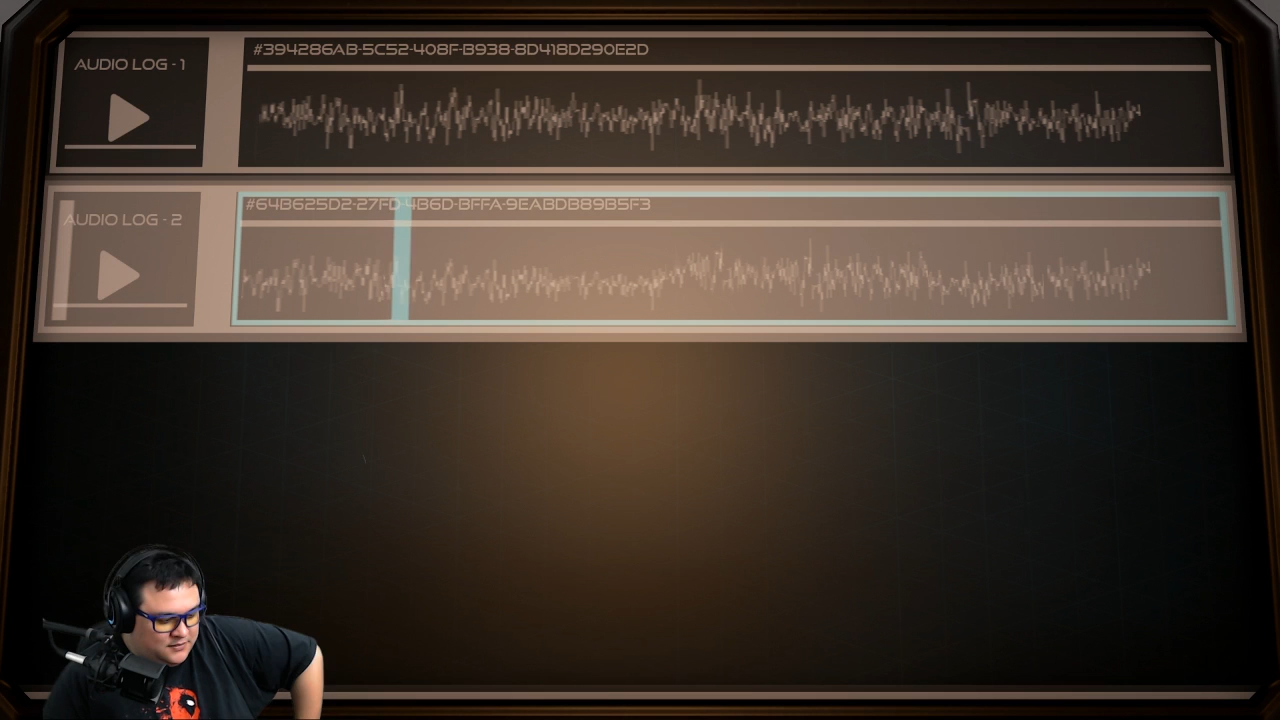 AUDIO LOG - 1
#394286AB-5C52-408F-B938-8D418D290E2D
AUDIO LOG - 2
#64B625D2-27FD-4B6D-BFFA-9EABDB89B5F3